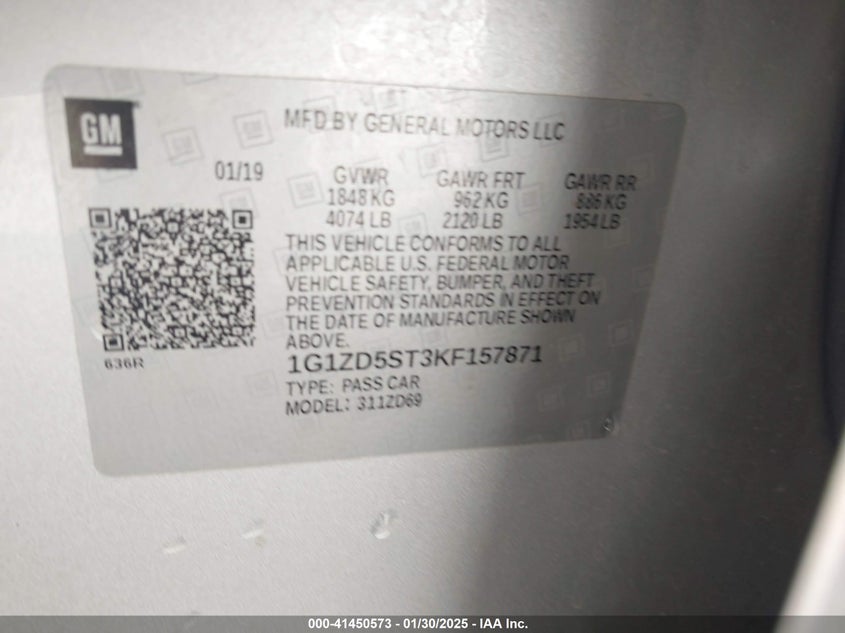 GM
MFD BY GENERAL MOTORS LLC
01/19
GVWR GAWR FRT GAWR RR
1848 KG 962 KG 886 KG
4074 LB 2120 LB 1954 LB
THIS VEHICLE CONFORMS TO ALL
APPLICABLE U.S. FEDERAL MOTOR
VEHICLE SAFETY, BUMPER, AND THEFT
PREVENTION STANDARDS IN EFFECT ON
THE DATE OF MANUFACTURE SHOWN
ABOVE.
636R
1G1ZD5ST3KF157871
TYPE: PASS CAR
MODEL: 311ZD69
000-41450573 — 01/30/2025 - IAA Inc.